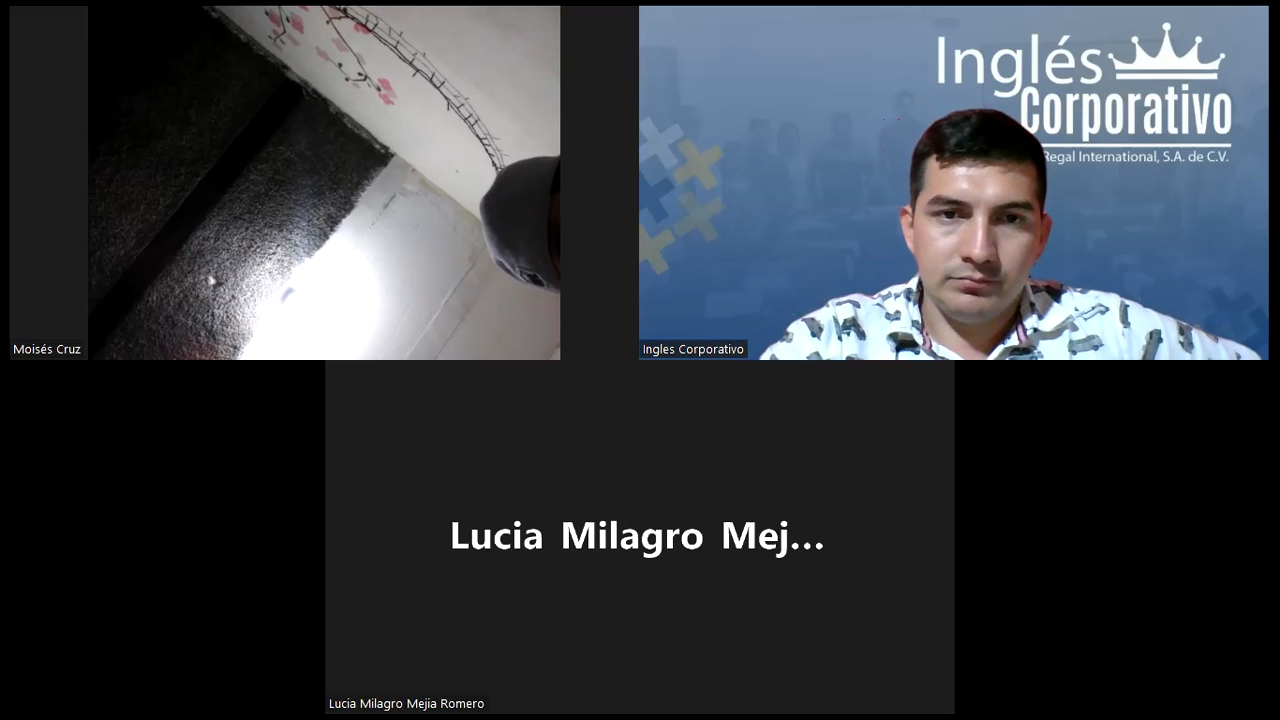 Inglés
Corporativo
Regal International, S.A. de C.V.
Moisés Cruz
Ingles Corporativo
Lucia Milagro Mej...
Lucia Milagro Mejia Romero